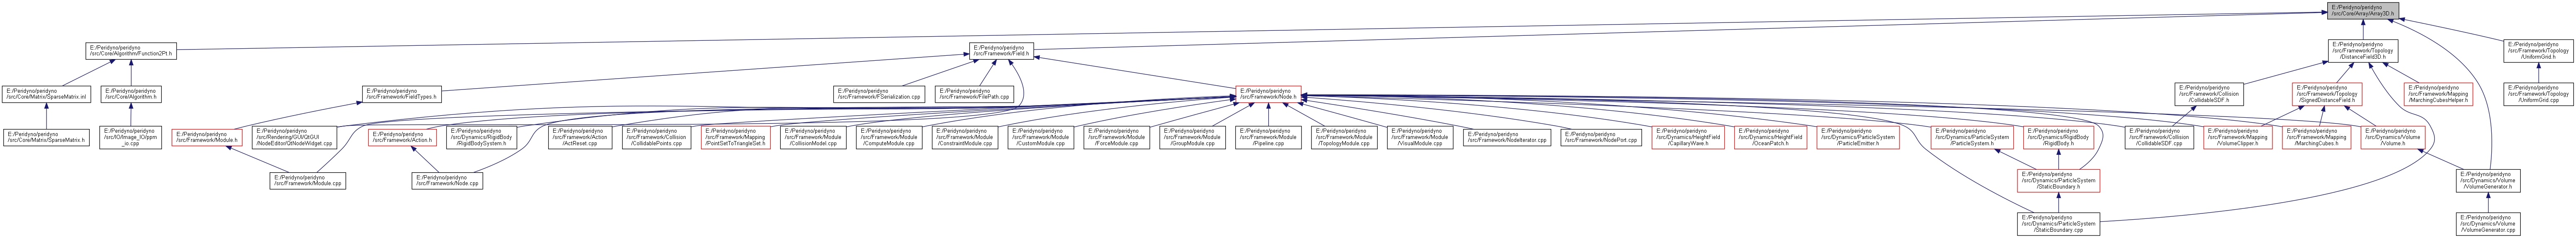 E:/Peridyno/peridyno
/src/Core/Array/Array3D.h
E:/Peridyno/peridyno
/src/Core/Algorithm/Function2Pt.h
E:/Peridyno/peridyno
/src/Framework/Field.h
E:/Peridyno/peridyno
/src/Framework/Topology
/DistanceField3D.h
E:/Peridyno/peridyno
/src/Framework/Topology
/UniformGrid.h
E:/Peridyno/peridyno
/src/Core/Matrix/SparseMatrix.inl
E:/Peridyno/peridyno
/src/Core/Algorithm.h
E:/Peridyno/peridyno
/src/Framework/FieldTypes.h
E:/Peridyno/peridyno
/src/Framework/FSerialization.cpp
E:/Peridyno/peridyno
/src/Framework/FilePath.cpp
E:/Peridyno/peridyno
/src/Framework/Node.h
E:/Peridyno/peridyno
/src/Framework/Collision
/CollidableSDF.h
E:/Peridyno/peridyno
/src/Framework/Topology
/SignedDistanceField.h
E:/Peridyno/peridyno
/src/Framework/Mapping
/MarchingCubesHelper.h
E:/Peridyno/peridyno
/src/Framework/Topology
/UniformGrid.cpp
E:/Peridyno/peridyno
/src/Core/Matrix/SparseMatrix.h
E:/Peridyno/peridyno
/src/IO/Image_IO/ppm
_io.cpp
E:/Peridyno/peridyno
/src/Framework/Module.h
E:/Peridyno/peridyno
/src/Rendering/GUI/QtGUI
/NodeEditor/QtNodeWidget.cpp
E:/Peridyno/peridyno
/src/Framework/Action.h
E:/Peridyno/peridyno
/src/Dynamics/RigidBody
/RigidBodySystem.h
E:/Peridyno/peridyno
/src/Framework/Action
/ActReset.cpp
E:/Peridyno/peridyno
/src/Framework/Collision
/CollidablePoints.cpp
E:/Peridyno/peridyno
/src/Framework/Mapping
/PointSetToTriangleSet.h
E:/Peridyno/peridyno
/src/Framework/Module
/CollisionModel.cpp
E:/Peridyno/peridyno
/src/Framework/Module
/ComputeModule.cpp
E:/Peridyno/peridyno
/src/Framework/Module
/ConstraintModule.cpp
E:/Peridyno/peridyno
/src/Framework/Module
/CustomModule.cpp
E:/Peridyno/peridyno
/src/Framework/Module
/ForceModule.cpp
E:/Peridyno/peridyno
/src/Framework/Module
/GroupModule.cpp
E:/Peridyno/peridyno
/src/Framework/Module
/Pipeline.cpp
E:/Peridyno/peridyno
/src/Framework/Module
/TopologyModule.cpp
E:/Peridyno/peridyno
/src/Framework/Module
/VisualModule.cpp
E:/Peridyno/peridyno
/src/Framework/NodeIterator.cpp
E:/Peridyno/peridyno
/src/Framework/NodePort.cpp
E:/Peridyno/peridyno
/src/Dynamics/HeightField
/CapillaryWave.h
E:/Peridyno/peridyno
/src/Dynamics/HeightField
/OceanPatch.h
E:/Peridyno/peridyno
/src/Dynamics/ParticleSystem
/ParticleEmitter.h
E:/Peridyno/peridyno
/src/Dynamics/ParticleSystem
/ParticleSystem.h
E:/Peridyno/peridyno
/src/Dynamics/RigidBody
/RigidBody.h
E:/Peridyno/peridyno
/src/Framework/Collision
/CollidableSDF.cpp
E:/Peridyno/peridyno
/src/Framework/Mapping
/VolumeClipper.h
E:/Peridyno/peridyno
/src/Framework/Mapping
/MarchingCubes.h
E:/Peridyno/peridyno
/src/Dynamics/Volume
/Volume.h
E:/Peridyno/peridyno
/src/Framework/Module.cpp
E:/Peridyno/peridyno
/src/Framework/Node.cpp
E:/Peridyno/peridyno
/src/Dynamics/ParticleSystem
/StaticBoundary.h
E:/Peridyno/peridyno
/src/Dynamics/Volume
/VolumeGenerator.h
E:/Peridyno/peridyno
/src/Dynamics/ParticleSystem
/StaticBoundary.cpp
E:/Peridyno/peridyno
/src/Dynamics/Volume
/VolumeGenerator.cpp